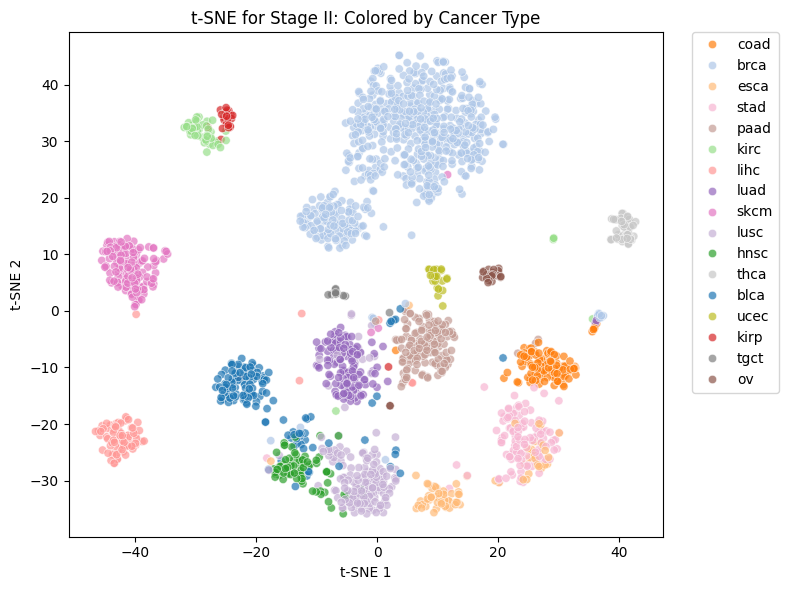 t-SNE for Stage II: Colored by Cancer Type
t-SNE 2
40
30
20
10
0
−10
−20
−30
−40
−20
0
20
40
t-SNE 1
coad
brca
esca
stad
paad
kirc
lihc
luad
skcm
lusc
hnsc
thca
blca
ucec
kirp
tgct
ov